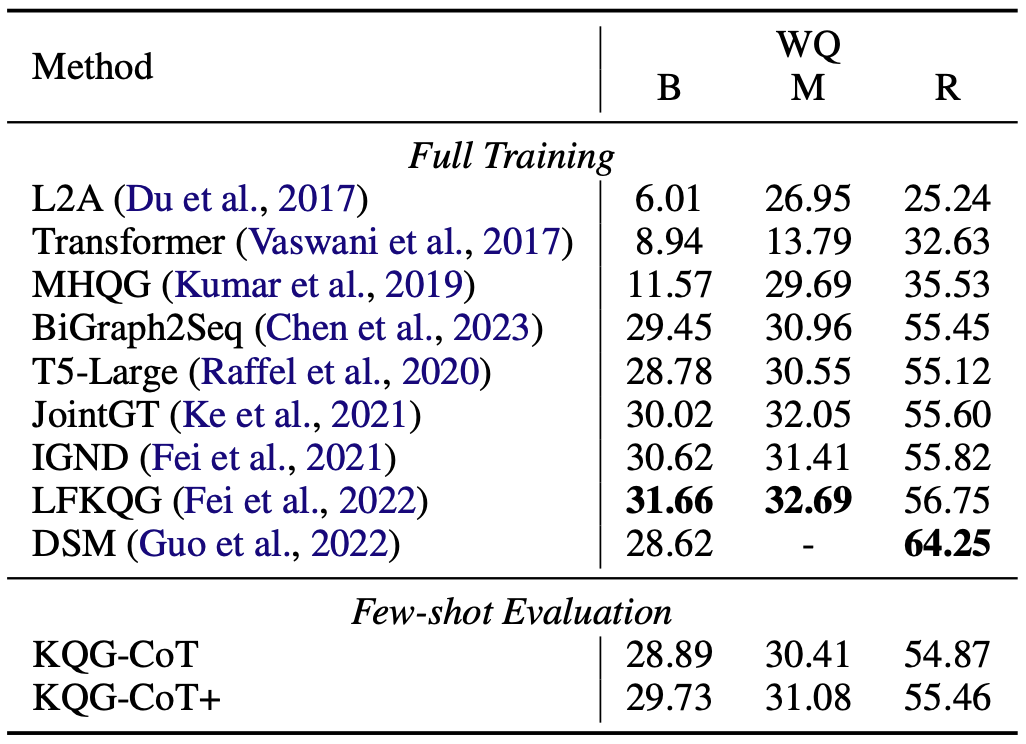 Method WQ
B M R
Full Training
L2A (Du et al., 2017) 6.01 26.95 25.24
Transformer (Vaswani et al., 2017) 8.94 13.79 32.63
MHQG (Kumar et al., 2019) 11.57 29.69 35.53
BiGraph2Seq (Chen et al., 2023) 29.45 30.96 55.45
T5-Large (Raffel et al., 2020) 28.78 30.55 55.12
JointGT (Ke et al., 2021) 30.02 32.05 55.60
IGND (Fei et al., 2021) 30.62 31.41 55.82
LFKQG (Fei et al., 2022) 31.66 32.69 56.75
DSM (Guo et al., 2022) 28.62 - 64.25
Few-shot Evaluation
KQG-CoT 28.89 30.41 54.87
KQG-CoT+ 29.73 31.08 55.46